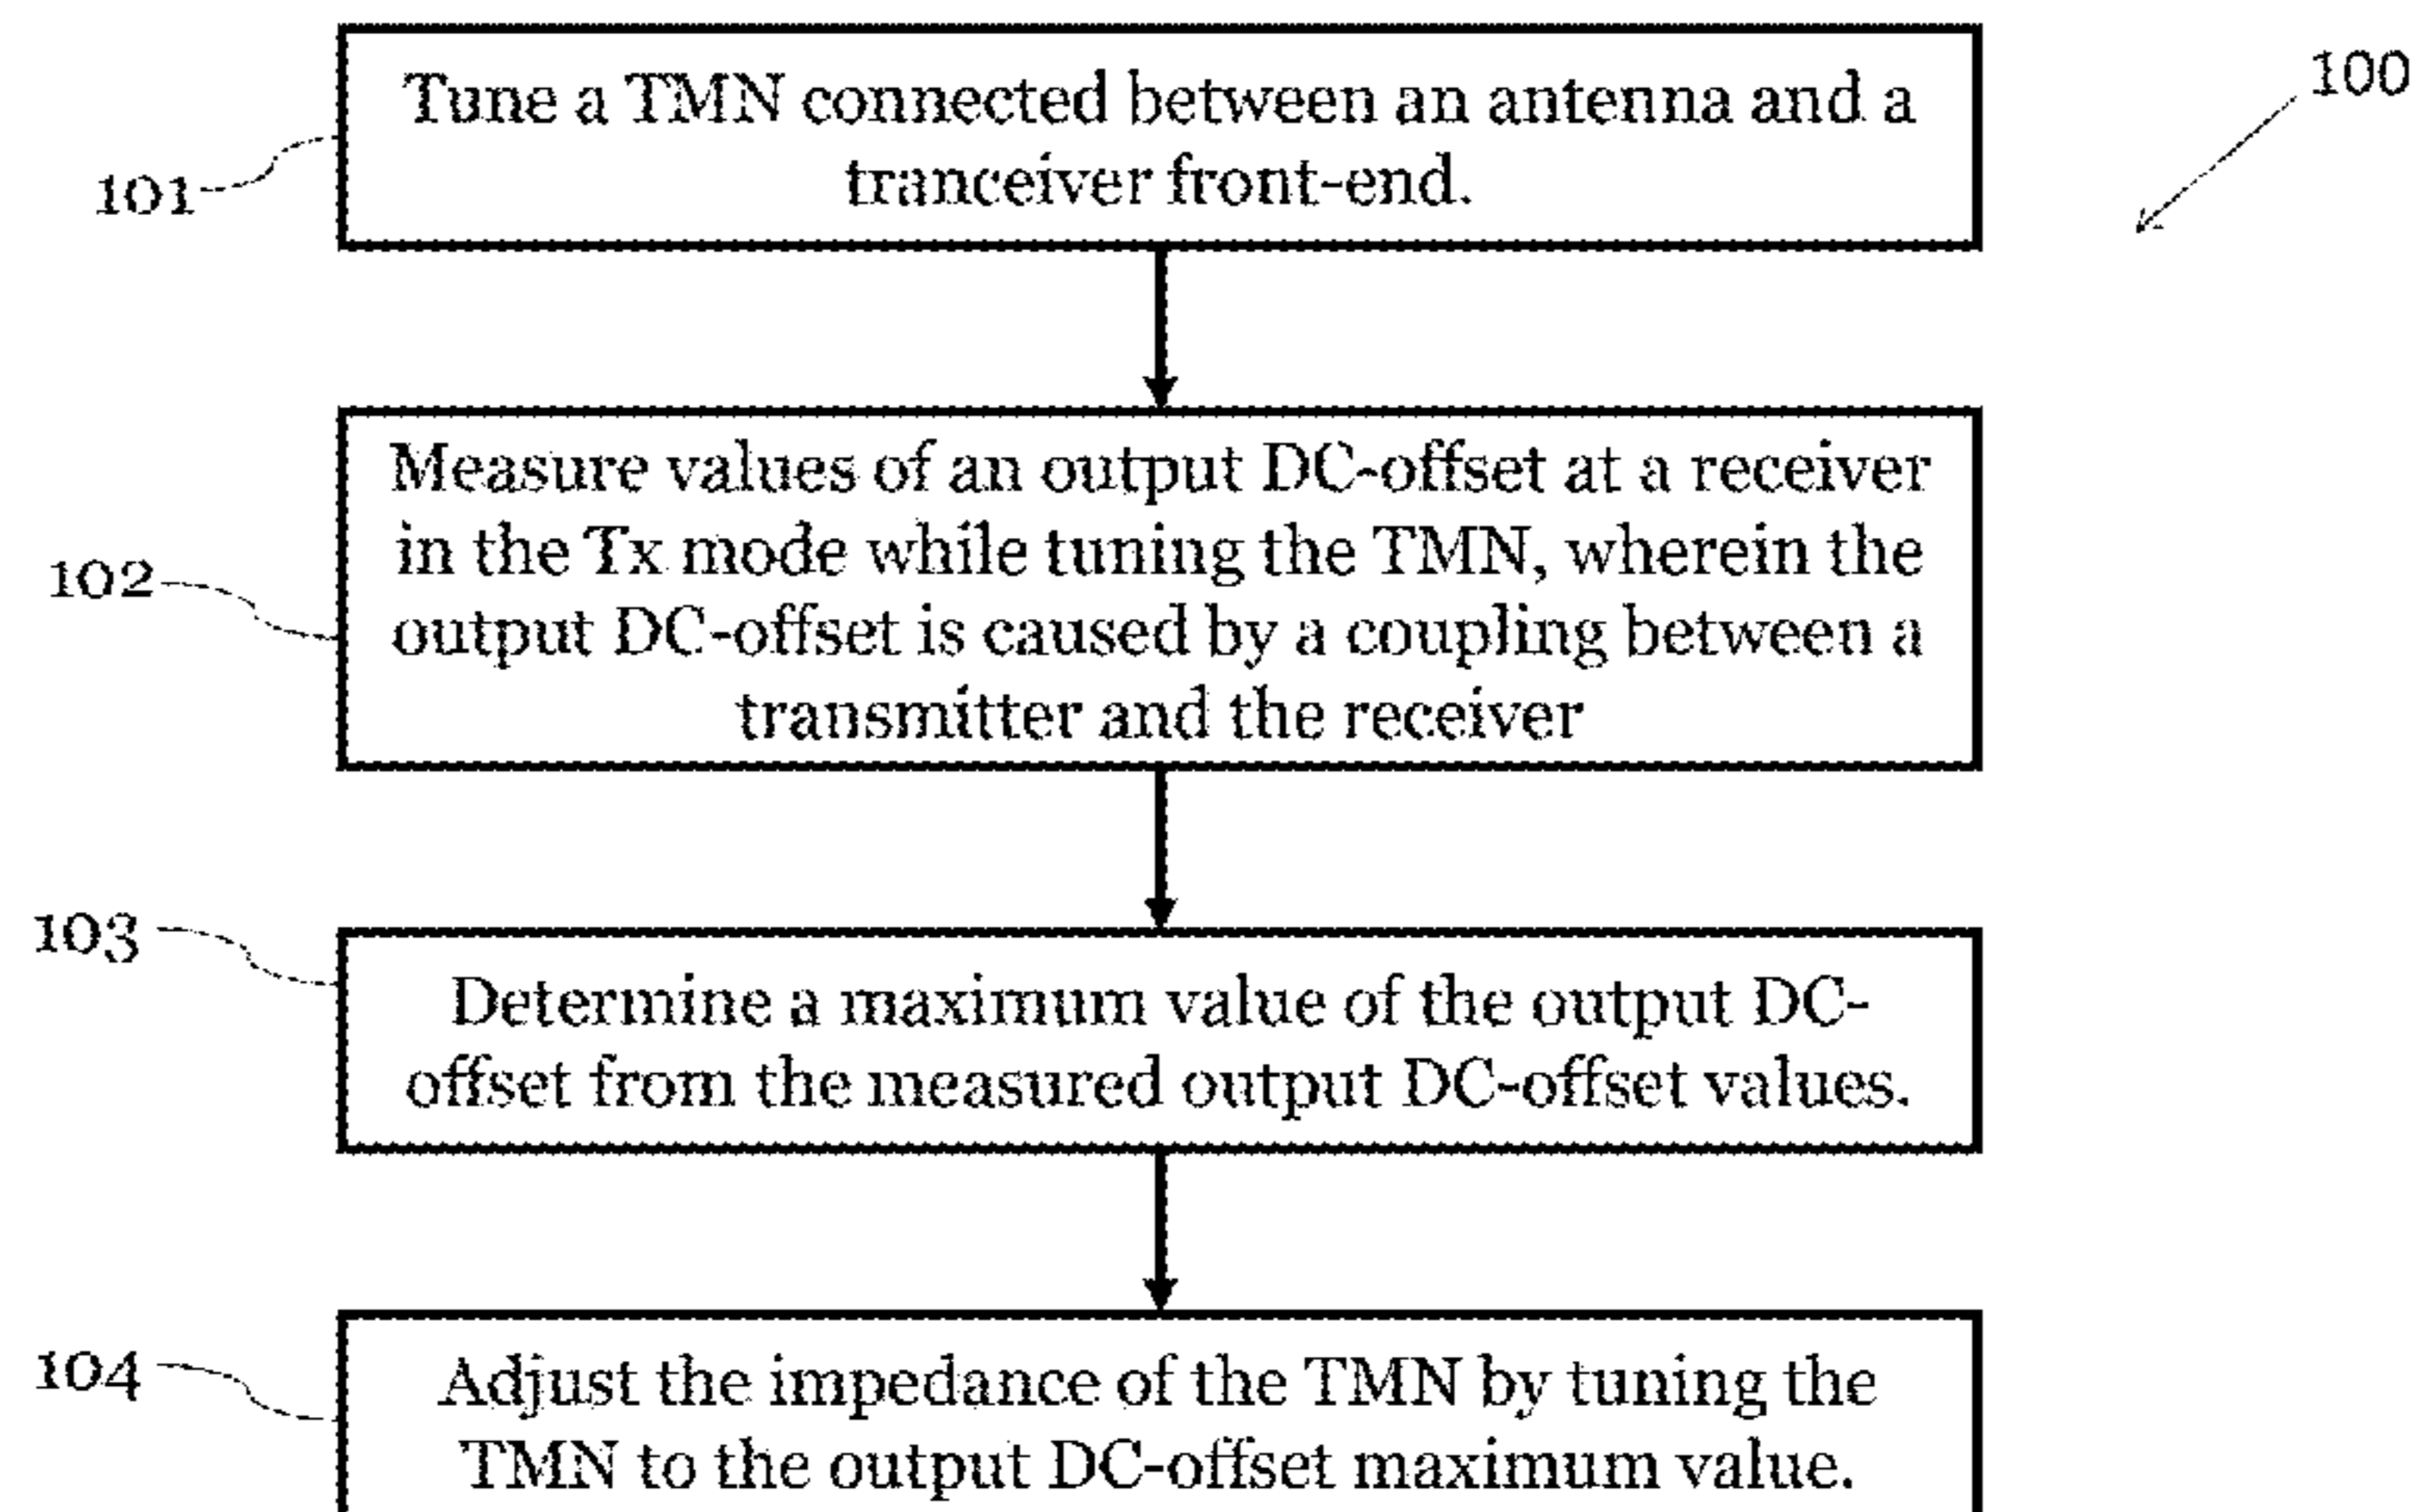 100
Tune a TMN connected between an antenna and a
tranceiver front-end.
101
Measure values of an output DC-offset at a receiver
in the Tx mode while tuning the TMN, wherein the
output DC-offset is caused by a coupling between a
transmitter and the receiver
102
103
Determine a maximum value of the output DC-
offset from the measured output DC-offset values.
104
Adjust the impedance of the TMN by tuning the
TMN to the output DC-offset maximum value.